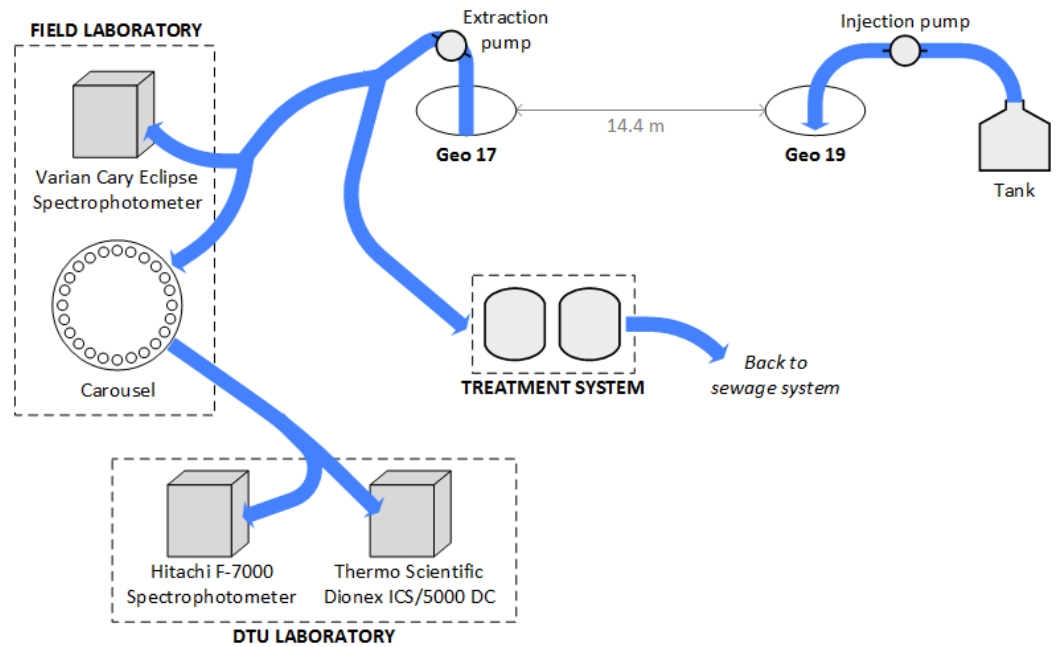 FIELD LABORATORY
Extraction
pump
Injection pump
14.4 m
Geo 17
Geo 19
Tank
Varian Cary Eclipse
Spectrophotometer
Carousel
TREATMENT SYSTEM
Back to
sewage system
Hitachi F-7000
Spectrophotometer
Thermo Scientific
Dionex ICS/5000 DC
DTU LABORATORY